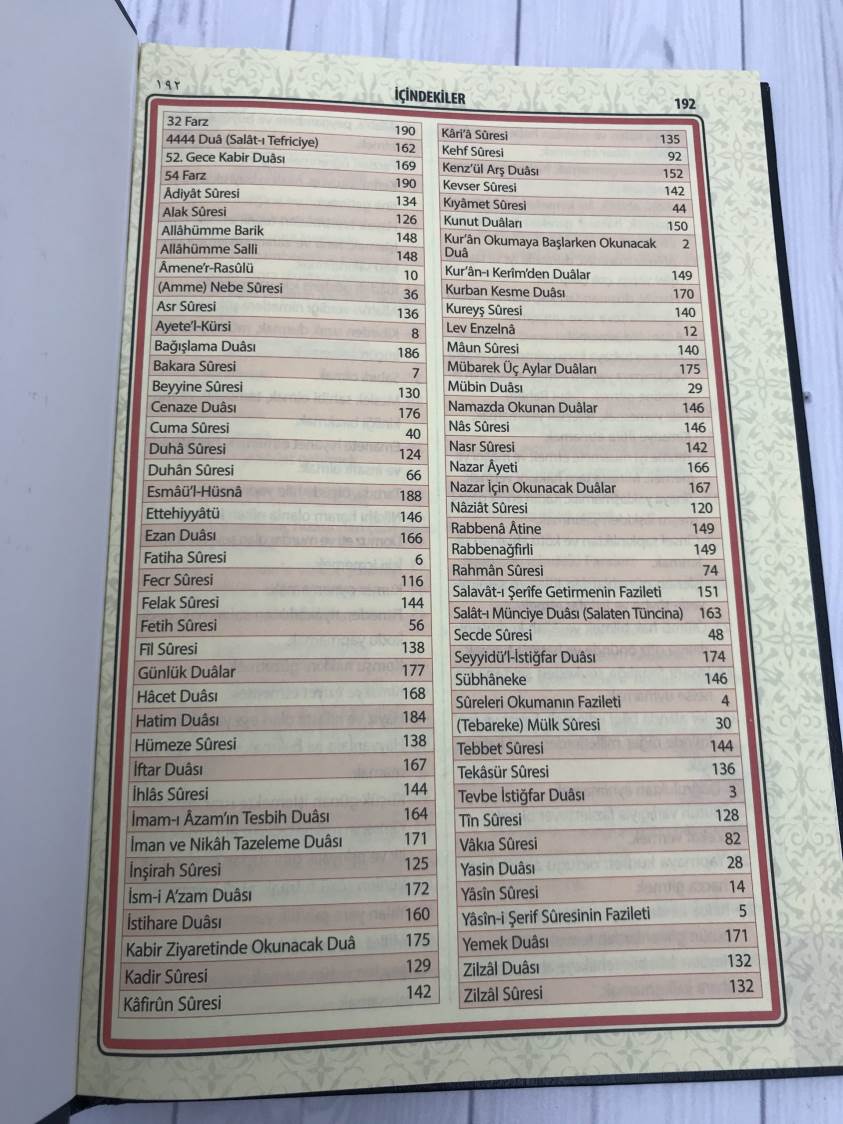 ١٩٢
İÇİNDEKİLER
192
32 Farz 190
4444 Duâ (Salât-ı Tefriciye) 162
52. Gece Kabir Duâsı 169
54 Farz 190
Âdiyât Sûresi 134
Alak Sûresi 126
Allâhümme Barik 148
Allâhümme Salli 148
Âmene'r-Rasûlü 10
(Amme) Nebe Sûresi 36
Asr Sûresi 136
Ayete'l-Kürsi 8
Bağışlama Duâsı 186
Bakara Sûresi 7
Beyyine Sûresi 130
Cenaze Duâsı 176
Cuma Sûresi 40
Duhâ Sûresi 124
Duhân Sûresi 66
Esmâü'l-Hüsnâ 188
Ettehiyyâtü 146
Ezan Duâsı 166
Fatiha Sûresi 6
Fecr Sûresi 116
Felak Sûresi 144
Fetih Sûresi 56
Fîl Sûresi 138
Günlük Duâlar 177
Hâcet Duâsı 168
Hatim Duâsı 184
Hümeze Sûresi 138
İftar Duâsı 167
İhlâs Sûresi 144
İmam-ı Âzam'ın Tesbih Duâsı 164
İman ve Nikâh Tazeleme Duâsı 171
İnşirah Sûresi 125
İsm-i A'zam Duâsı 172
İstihare Duâsı 160
Kabir Ziyaretinde Okunacak Duâ 175
Kadir Sûresi 129
Kâfirûn Sûresi 142
Kâri'â Sûresi 135
Kehf Sûresi 92
Kenz'ül Arş Duâsı 152
Kevser Sûresi 142
Kıyâmet Sûresi 44
Kunut Duâları 150
Kur'ân Okumaya Başlarken Okunacak 2
Duâ
Kur'ân-ı Kerîm'den Duâlar 149
Kurban Kesme Duâsı 170
Kureyş Sûresi 140
Lev Enzelnâ 12
Mâun Sûresi 140
Mübarek Üç Aylar Duâları 175
Mübin Duâsı 29
Namazda Okunan Duâlar 146
Nâs Sûresi 146
Nasr Sûresi 142
Nazar Âyeti 166
Nazar İçin Okunacak Duâlar 167
Nâziât Sûresi 120
Rabbenâ Âtine 149
Rabbenağfirli 149
Rahmân Sûresi 74
Salavât-ı Şerîfe Getirmenin Fazileti 151
Salât-ı Münciye Duâsı (Salaten Tüncina) 163
Secde Sûresi 48
Seyyidü'l-İstiğfar Duâsı 174
Sübhâneke 146
Sûreleri Okumanın Fazileti 4
(Tebareke) Mülk Sûresi 30
Tebbet Sûresi 144
Tekâsür Sûresi 136
Tevbe İstiğfar Duâsı 3
Tîn Sûresi 128
Vâkıa Sûresi 82
Yasin Duâsı 28
Yâsîn Sûresi 14
Yâsîn-i Şerif Sûresinin Fazileti 5
Yemek Duâsı 171
Zilzâl Duâsı 132
Zilzâl Sûresi 132